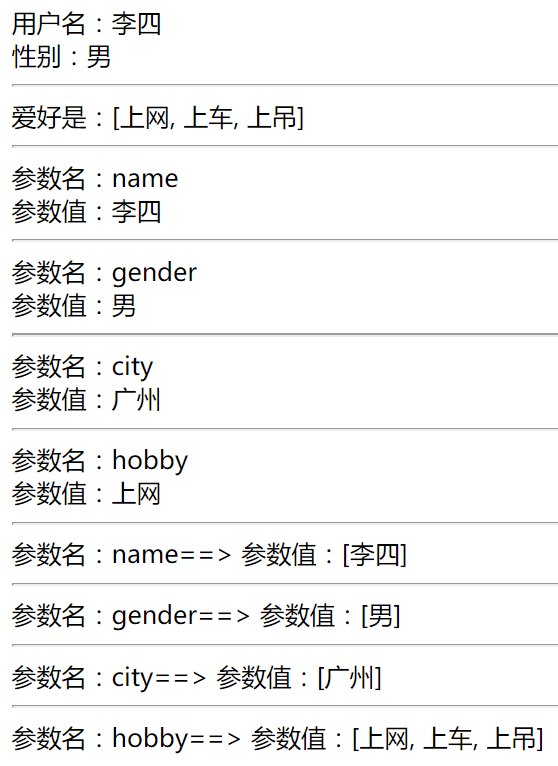 用户名：李四
性别：男
爱好是：[上网, 上车, 上吊]
参数名：name
参数值：李四
参数名：gender
参数值：男
参数名：city
参数值：广州
参数名：hobby
参数值：上网
参数名：name==> 参数值：[李四]
参数名：gender==> 参数值：[男]
参数名：city==> 参数值：[广州]
参数名：hobby==> 参数值：[上网, 上车, 上吊]